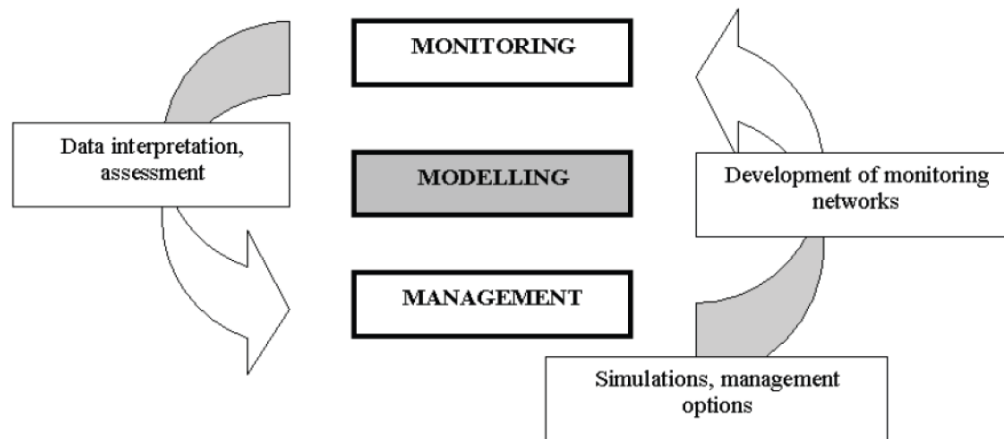 MONITORING
Data interpretation,
assessment
MODELLING
Development of monitoring
networks
MANAGEMENT
Simulations, management
options